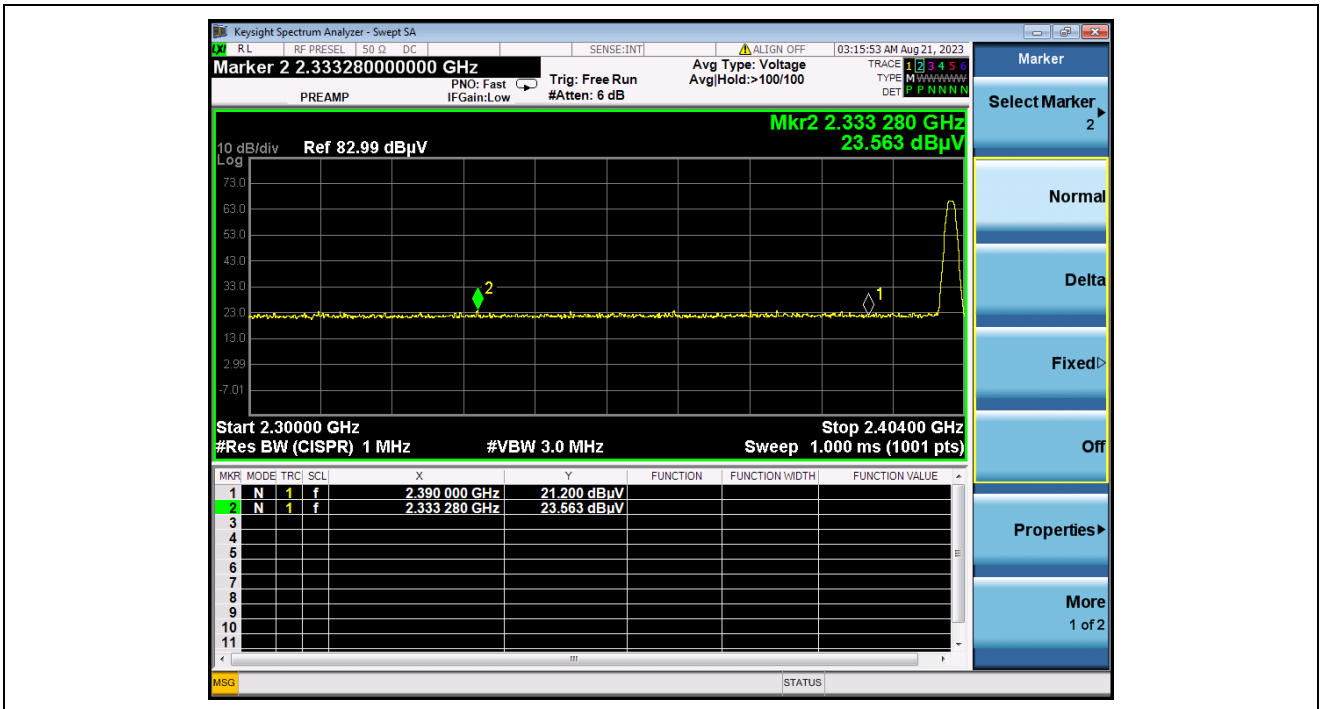 Keysight Spectrum Analyzer - Swept SA
LXI RL RF PRESEL 50 Ω DC SENSE:INT ALIGN OFF 03:15:53 AM Aug 21, 2023
Marker 2 2.333280000000 GHz
PREAMP
PNO: Fast
IFGain:Low
Trig: Free Run
#Atten: 6 dB
Avg Type: Voltage
Avg|Hold:>100/100
TRACE 1 2 3 4 5 6
TYPE M WWWWW
DET P P N N N N
Mkr2 2.333 280 GHz
23.563 dBµV
10 dB/div Ref 82.99 dBµV
Log
73.0
63.0
53.0
43.0
33.0
23.0
13.0
2.99
-7.01
2
1
Start 2.30000 GHz Stop 2.40400 GHz
#Res BW (CISPR) 1 MHz #VBW 3.0 MHz Sweep 1.000 ms (1001 pts)
MKR MODE TRC SCL X Y FUNCTION FUNCTION WIDTH FUNCTION VALUE
1 N 1 f 2.390 000 GHz 21.200 dBµV
2 N 1 f 2.333 280 GHz 23.563 dBµV
3
4
5
6
7
8
9
10
11
MSG STATUS
Marker
Select Marker
2
Normal
Delta
Fixed
Off
Properties
More
1 of 2